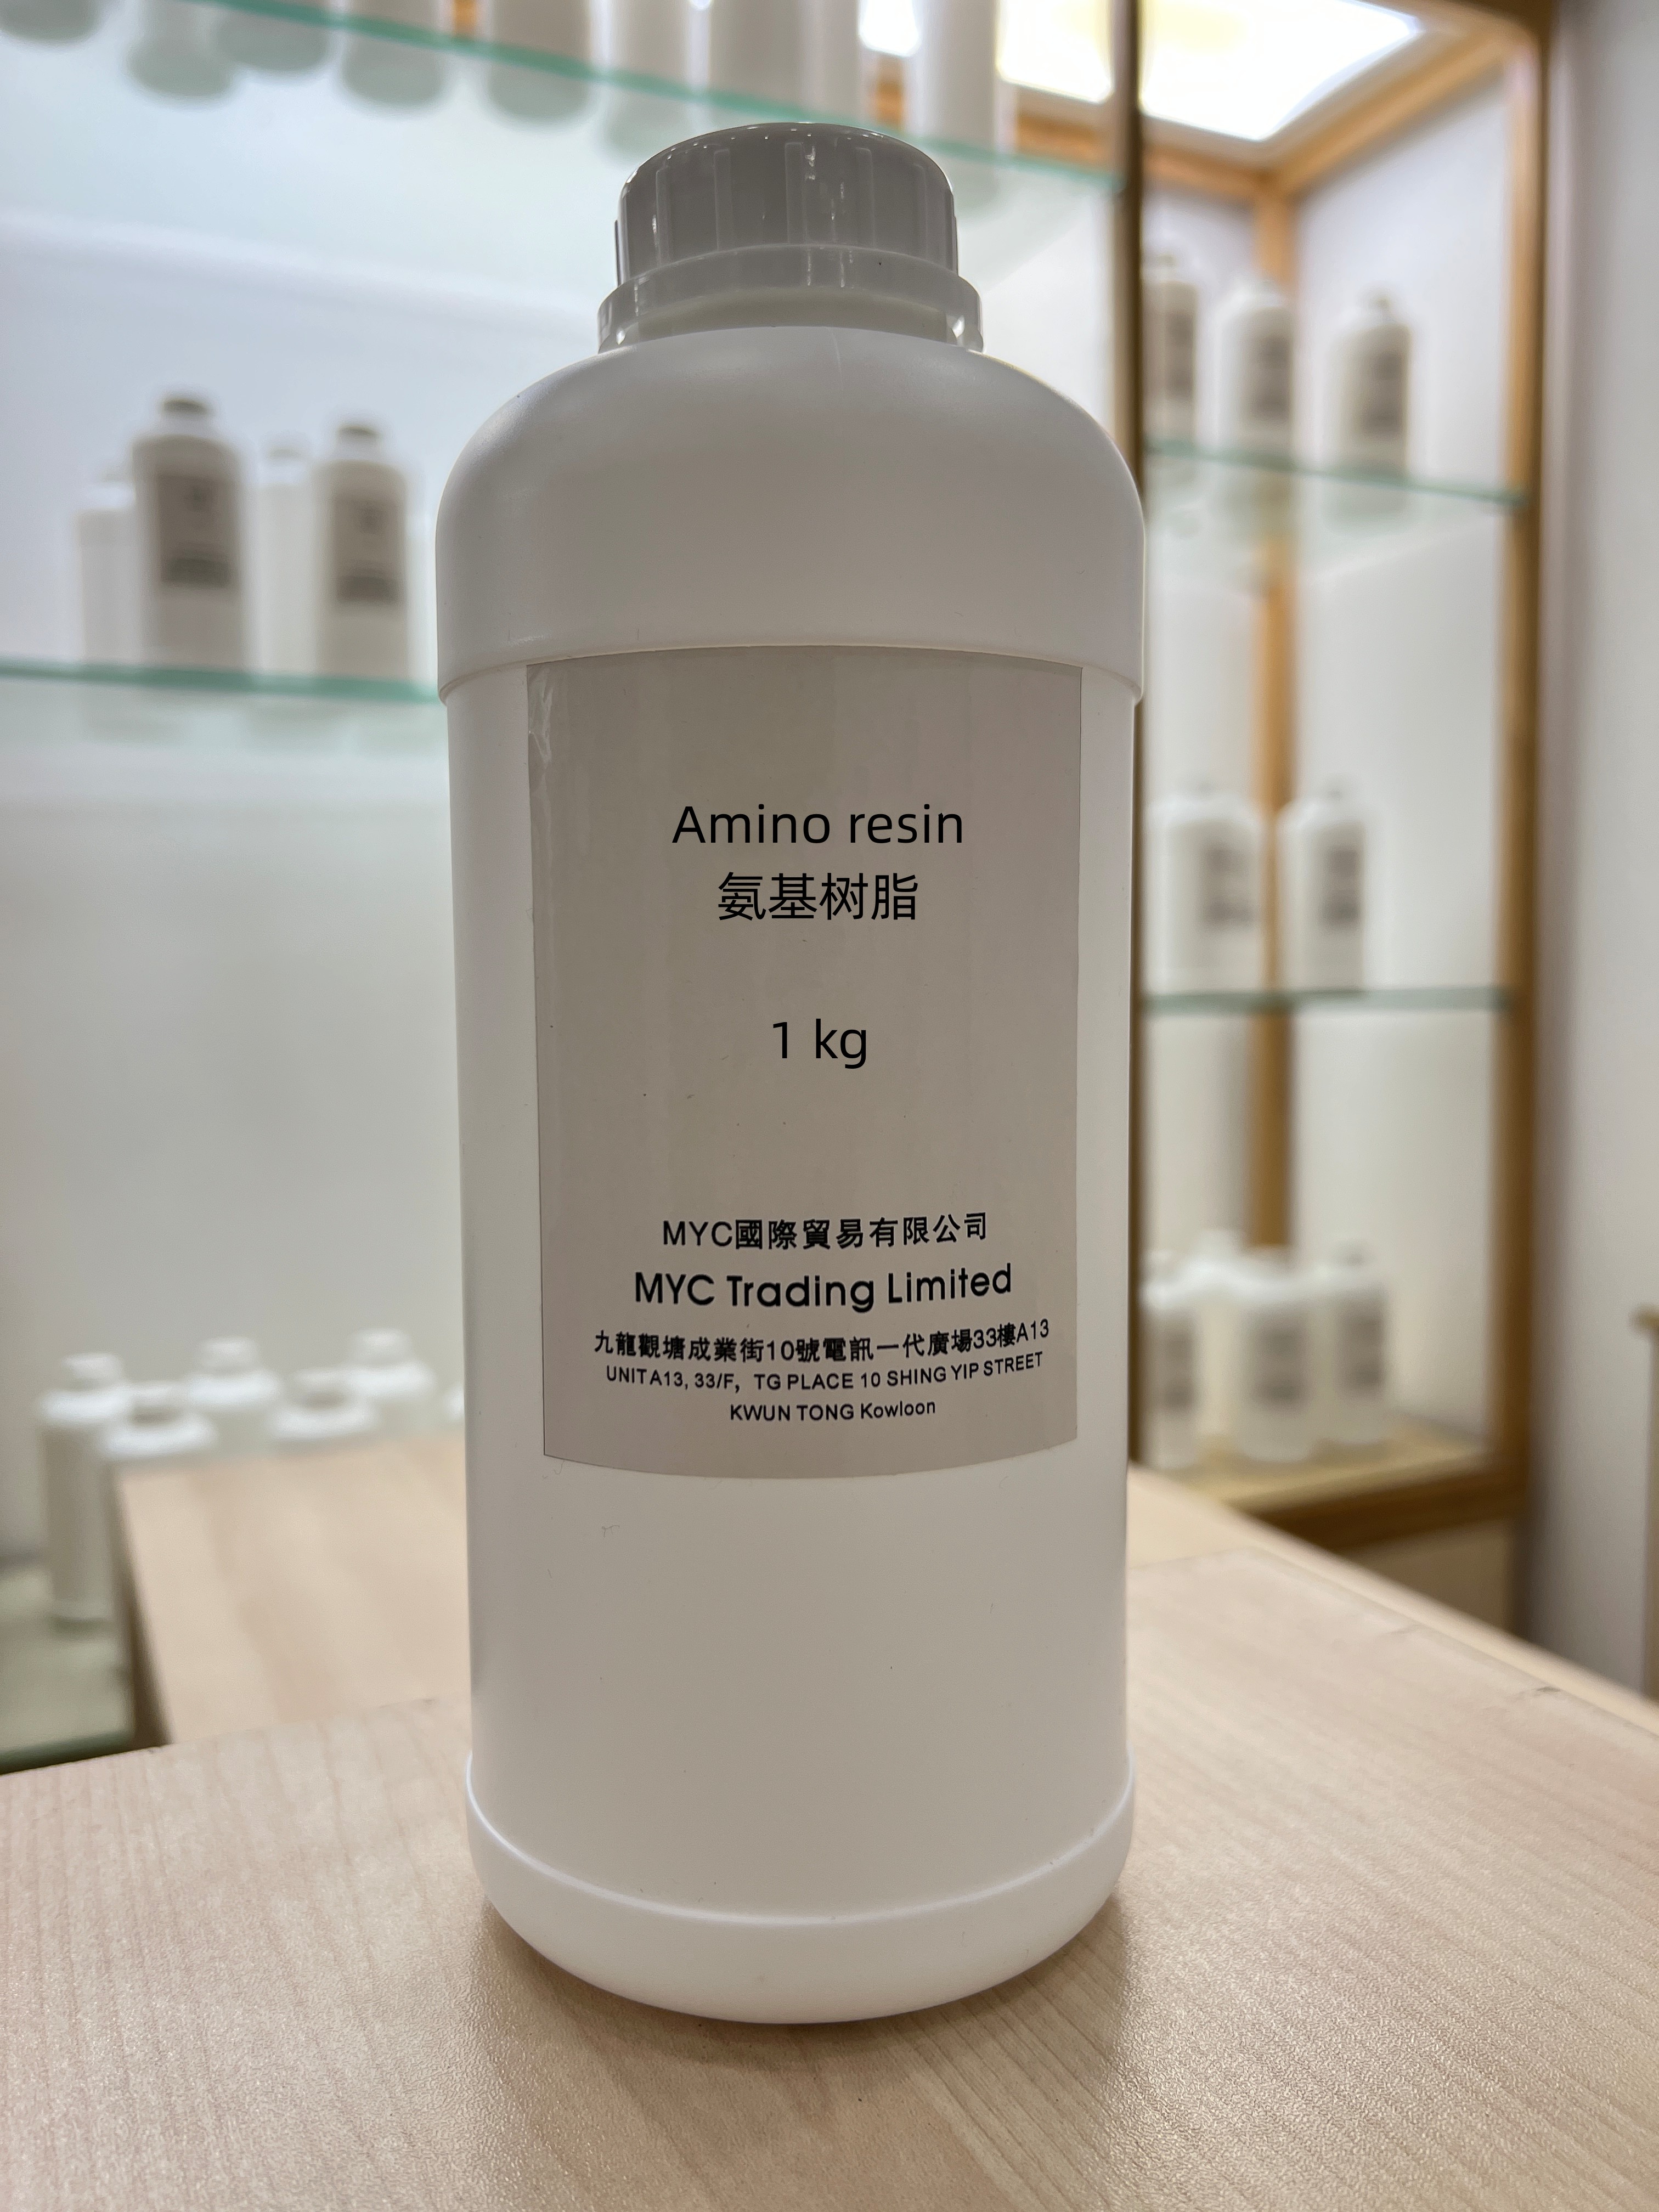 Amino resin
氨基树脂
1 kg
MYC國際貿易有限公司
MYC Trading Limited
九龍觀塘成業街10號電訊一代廣場33樓A13
UNIT A13, 33/F, TG PLACE 10 SHING YIP STREET
KWUN TONG Kowloon